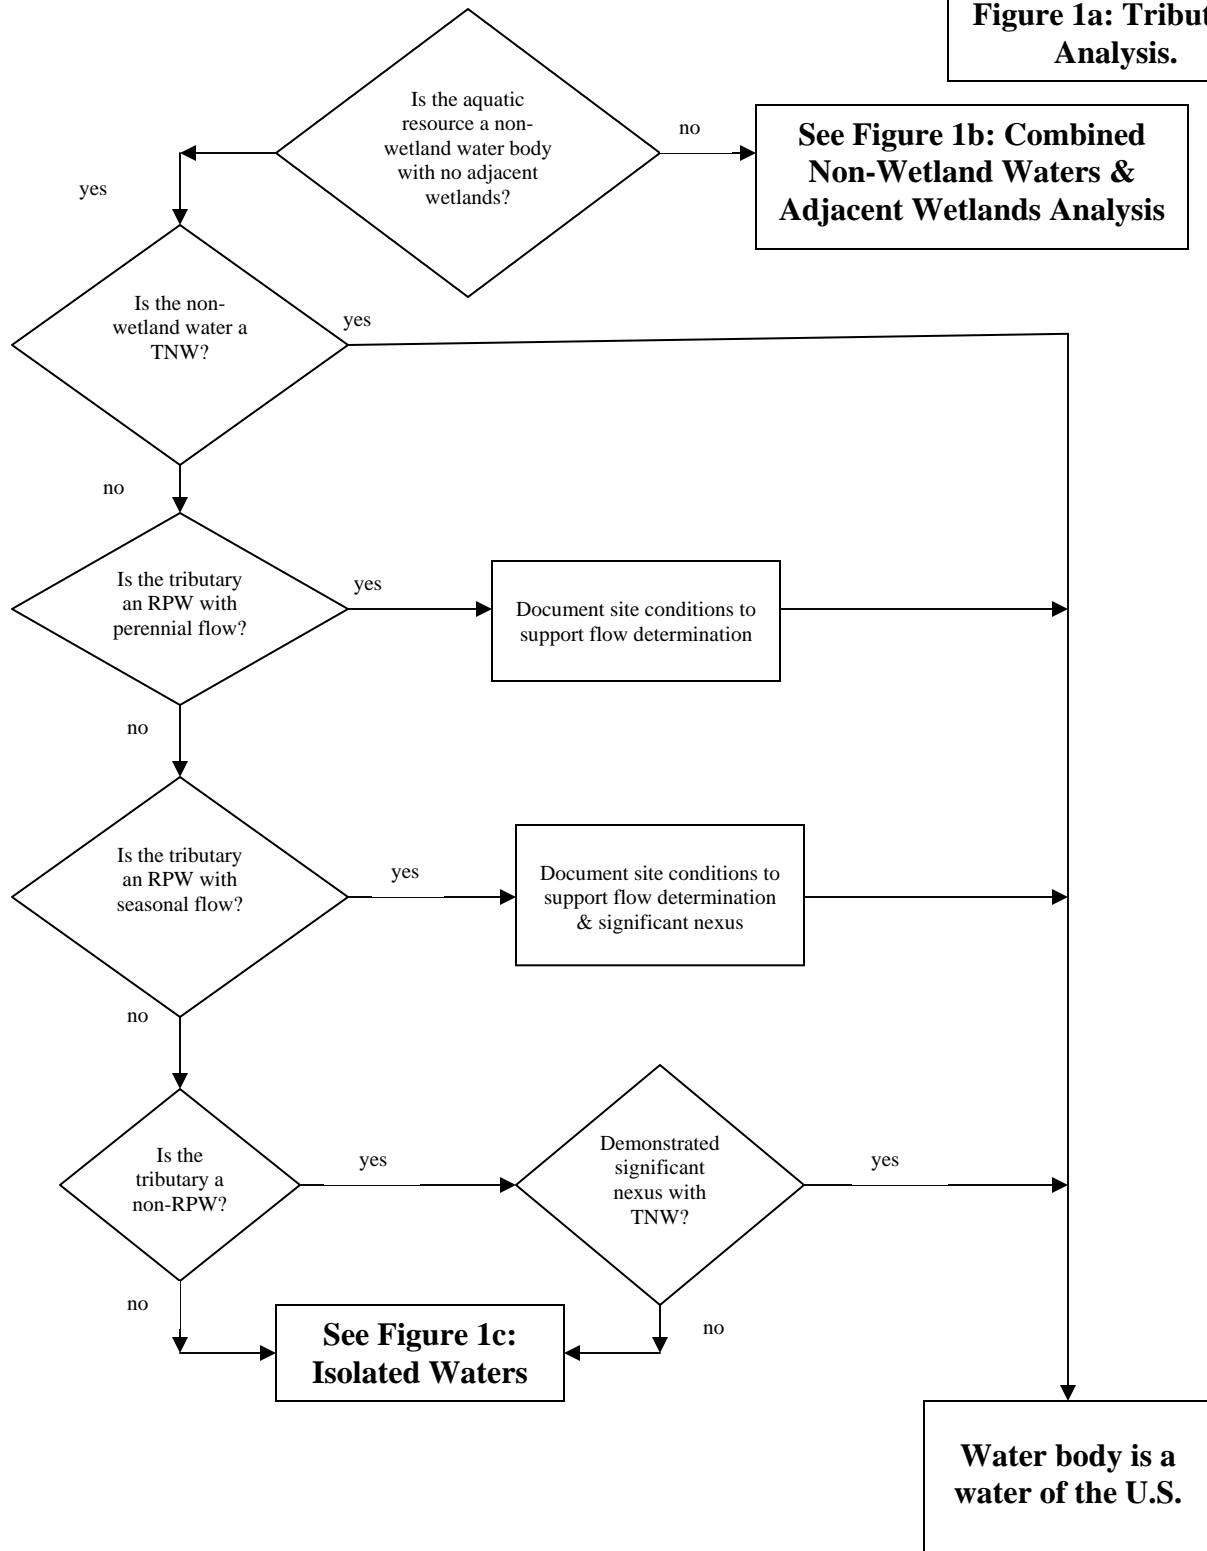 Figure 1a:
Analysis.
Is the aquatic
resource a non-
wetland water body
with no adjacent
wetlands?
no
See Figure 1b: Combined
Non-Wetland Waters &
Adjacent Wetlands Analysis
yes
Is the non-
wetland water a
TNW?
yes
no
Is the tributary
an RPW with
perennial flow?
yes
Document site conditions to
support flow determination
no
Is the tributary
an RPW with
seasonal flow?
yes
Document site conditions to
support flow determination
& significant nexus
no
Is the
tributary a
non-RPW?
yes
Demonstrated
significant
nexus with
TNW?
yes
no
See Figure 1c:
Isolated Waters
no
Water body is a
water of the U.S.